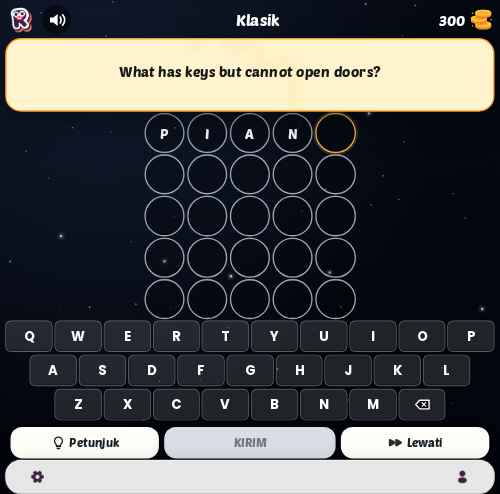 Klasik
300
What has keys but cannot open doors?
P I A N
Q W E R T Y U I O P
A S D F G H J K L
Z X C V B N M
Petunjuk KIRIM Lewati